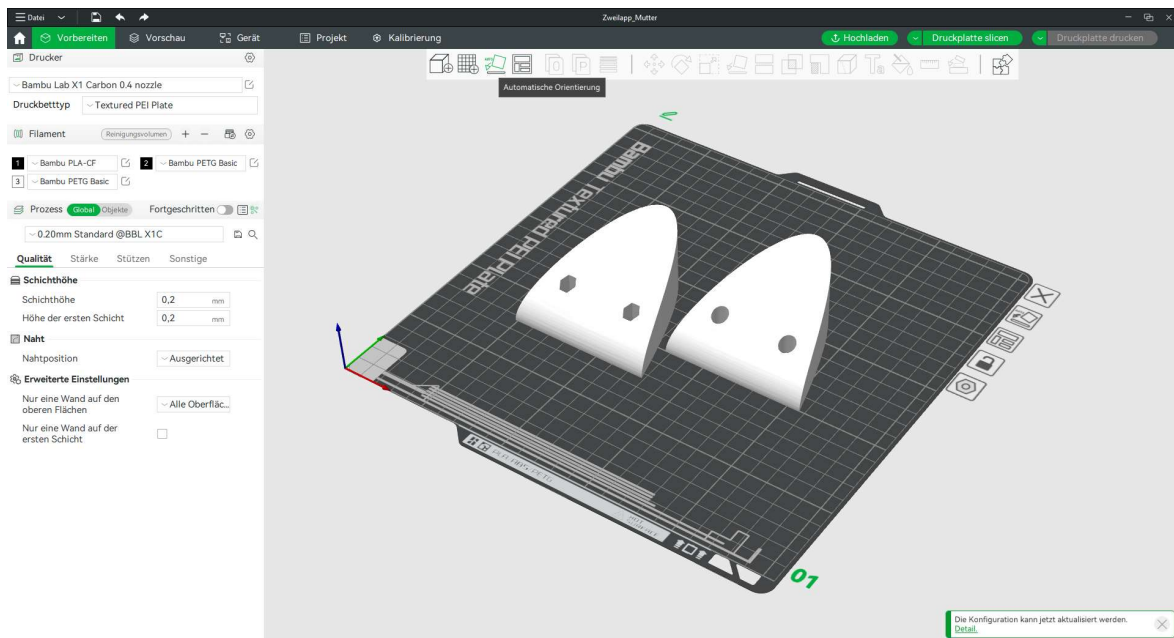 Datei
Zweilapp_Mutter
Vorbereiten
Vorschau
Gerät
Projekt
Kalibrierung
Hochladen
Druckplatte slicen
Druckplatte drucken
Drucker
Bambu Lab X1 Carbon 0.4 nozzle
Druckbetttyp
Textured PEI Plate
Filament
Reinigungsvolumen
1
Bambu PLA-CF
2
Bambu PETG Basic
3
Bambu PETG Basic
Prozess
Global
Objekte
Fortgeschritten
0.20mm Standard @BBL X1C
Qualität
Stärke
Stützen
Sonstige
Schichthöhe
Schichthöhe
0,2
mm
Höhe der ersten Schicht
0,2
mm
Naht
Nahtposition
Ausgerichtet
Erweiterte Einstellungen
Nur eine Wand auf den
oberen Flächen
Alle Oberfläc...
Nur eine Wand auf der
ersten Schicht
Automatische Orientierung
Bambu Textured PEI Plate
01
Die Konfiguration kann jetzt aktualisiert werden.
Detail.